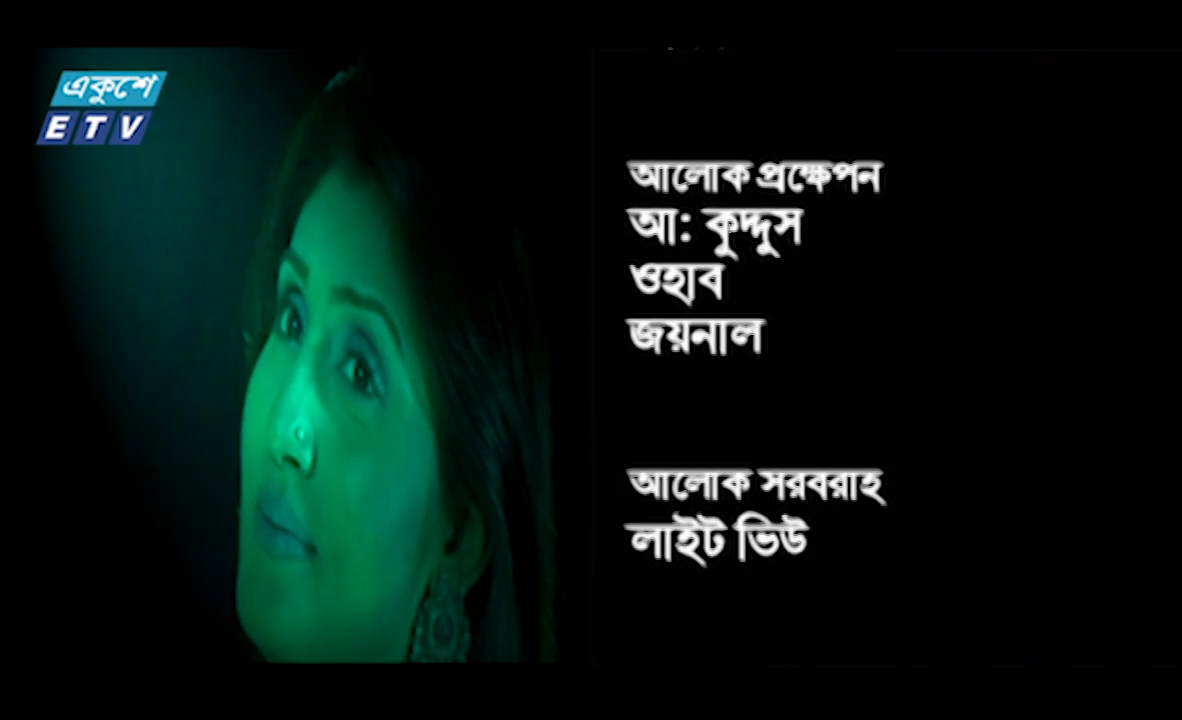 একুশে
ETV
আলোক প্রক্ষেপন
আ: কুদ্দুস
ওহাব
জয়নাল
আলোক সরবরাহ
লাইট ভিউ